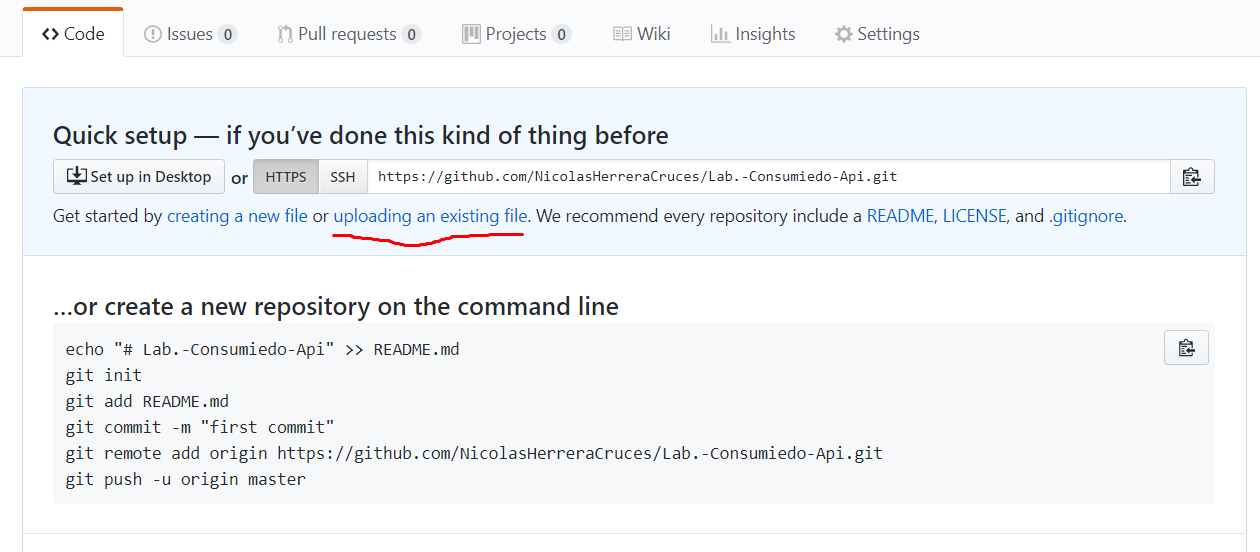 Code Issues 0 Pull requests 0 Projects 0 Wiki Insights Settings
Quick setup — if you’ve done this kind of thing before
Set up in Desktop or HTTPS SSH https://github.com/NicolasHerreraCruces/Lab.-Consumiedo-Api.git
Get started by creating a new file or uploading an existing file. We recommend every repository include a README, LICENSE, and .gitignore.
…or create a new repository on the command line
echo "# Lab.-Consumiedo-Api" >> README.md
git init
git add README.md
git commit -m "first commit"
git remote add origin https://github.com/NicolasHerreraCruces/Lab.-Consumiedo-Api.git
git push -u origin master